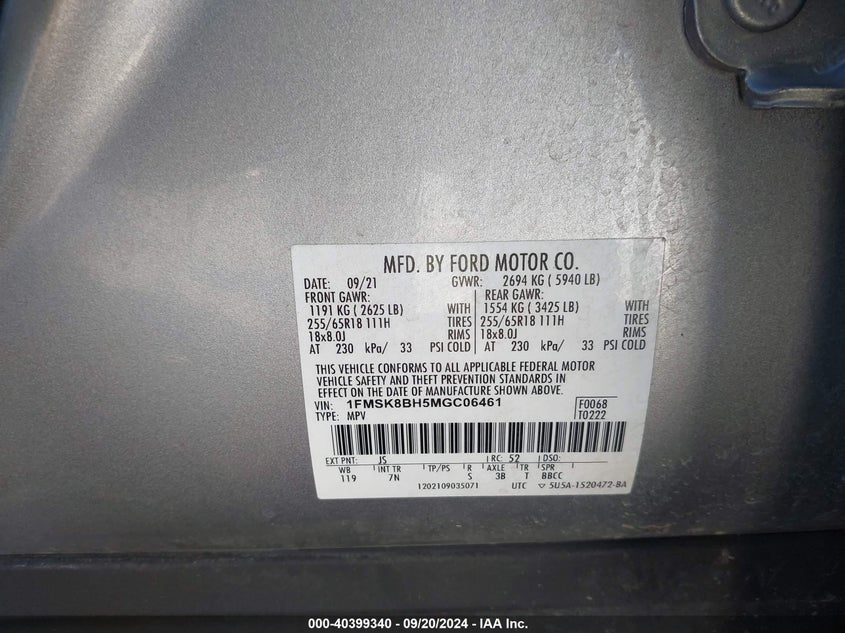 MFD. BY FORD MOTOR CO.
DATE: 09/21 GVWR: 2694 KG ( 5940 LB)
FRONT GAWR: REAR GAWR:
1191 KG ( 2625 LB) WITH 1554 KG ( 3425 LB) WITH
255/65R18 111H TIRES 255/65R18 111H TIRES
18x8.0J RIMS 18x8.0J RIMS
AT 230 kPa/ 33 PSI COLD AT 230 kPa/ 33 PSI COLD
THIS VEHICLE CONFORMS TO ALL APPLICABLE FEDERAL MOTOR
VEHICLE SAFETY AND THEFT PREVENTION STANDARDS IN
EFFECT ON THE DATE OF MANUFACTURE SHOWN ABOVE.
VIN: 1FMSK8BH5MGC06461 F0068
TYPE: MPV T0222
EXT PNT: JS RC: 52 DSO:
WB INT TR TP/PS R AXLE TR SPR
119 7N S 3B T BBCC
1202109035071 UTC ▽ 5U5A-1520472-BA
000-40399340 - 09/20/2024 - IAA Inc.